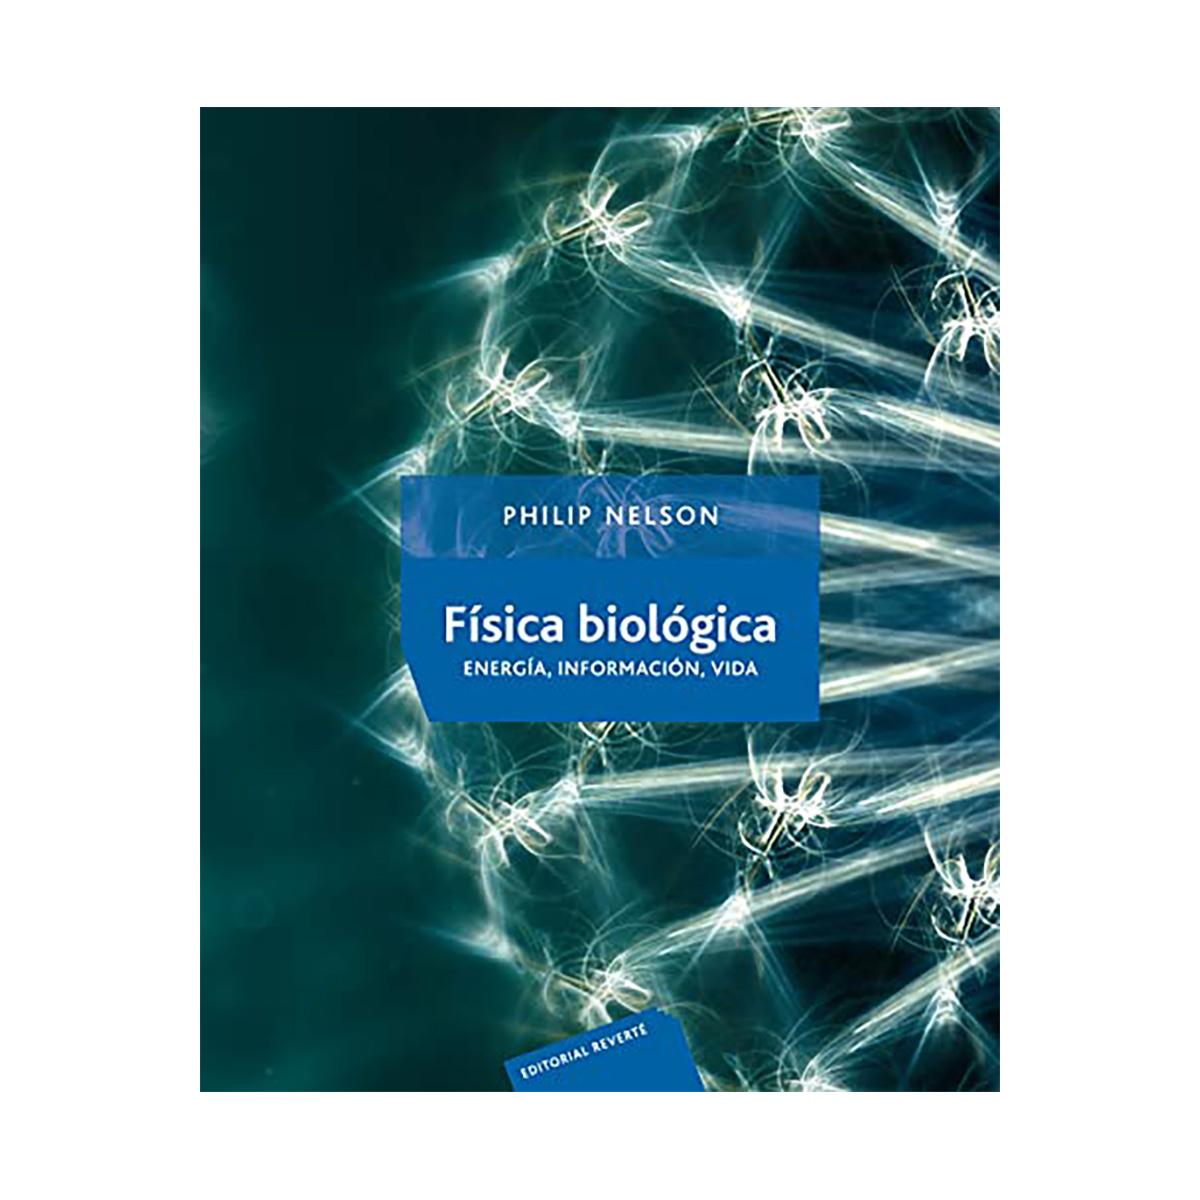 PHILIP NELSON
Física biológica
ENERGÍA, INFORMACIÓN, VIDA
EDITORIAL REVERTÉ